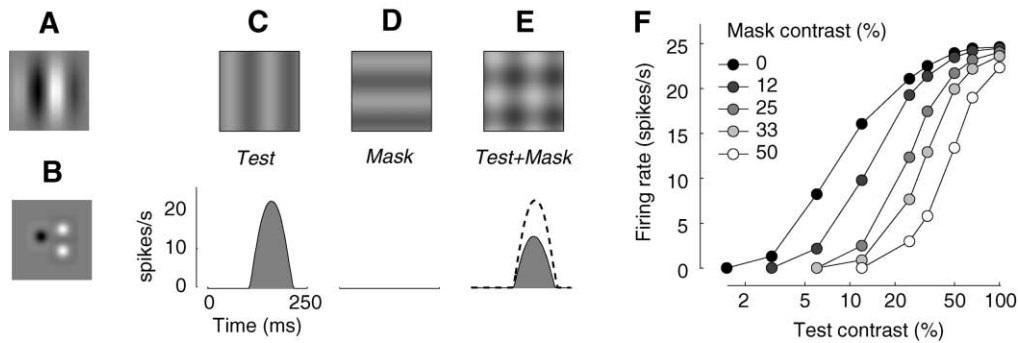 A
B
C
Test
D
Mask
E
Test+Mask
spikes/s
20
10
0
0
250
Time (ms)
F
Mask contrast (%)
0
12
25
33
50
Firing rate (spikes/s)
25
20
15
10
5
0
2
5
10
20
50
100
Test contrast (%)